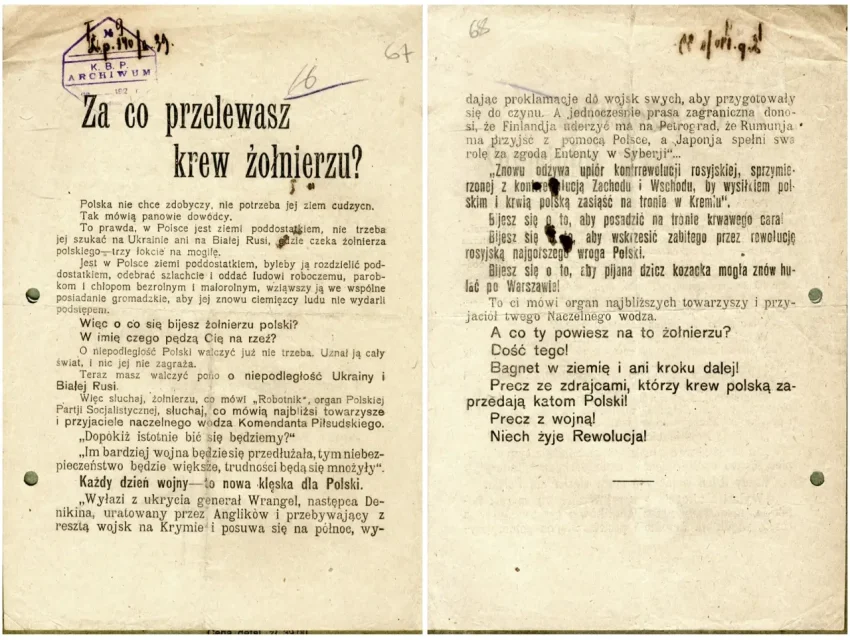 № 9
67
K. B. P.
ARCHIWUM
192
16
Za co przelewasz
krew żołnierzu?
Polska nie chce zdobyczy, nie potrzeba jej ziem cudzycn.
Tak mówią panowie dowódcy.
To prawda, w Polsce jest ziemi poddostatkiem, nie trzeba
jej szukać na Ukrainie ani na Białej Rusi, gdzie czeka żołnierza
polskiego—trzy łokcie na mogiłę.
Jest w Polsce ziemi poddostatkiem, byleby ją rozdzielić pod-
dostatkiem, odebrać szlachcie i oddać ludowi roboczemu, parob-
kom i chłopom bezrolnym i małorolnym, wziąwszy ją we wspólne
posiadanie gromadzkie, aby jej znowu ciemięzcy ludu nie wydarli
podstępem.
Więc o co się bijesz żołnierzu polski?
W imię czego pędzą Cię na rzeź?
O niepodległość Polski walczyć już nie trzeba. Uznał ją cały
świat, i nic jej nie zagraża.
Teraz masz walczyć pono o niepodległość Ukrainy i
Białej Rusi.
Więc słuchaj, żołnierzu, co mówi „Robotnik", organ Polskiej
Partji Socjalistycznej, słuchaj, co mówią najbliżsi towarzysze
i przyjaciele naczelnego wodza Komendanta Piłsudskiego.
„Dopókiż istotnie bić się będziemy?"
„Im bardziej wojna będzie się przedłużała, tym niebez-
pieczeństwo będzie większe, trudności będą się mnożyły".
Każdy dzień wojny—to nowa klęska dla Polski.
„Wyłazi z ukrycia generał Wrangel, następca De-
nikina, uratowany przez Anglików i przebywający z
resztą wojsk na Krymie i posuwa się na północ, wy-
68
dając proklamacje do wojsk swych, aby przygotowały
się do czynu. A jednocześnie prasa zagraniczna dono-
si, że Finlandja uderzyć ma na Petrograd, że Rumunja
ma przyjść z pomocą Polsce, a Japonja spełni swą
rolę za zgodą Ententy w Syberji"...
„Znowu odżywa upiór kontrrewolucji rosyjskiej, sprzymie-
rzonej z kontrrewolucją Zachodu i Wschodu, by wysiłkiem pol-
skim i krwią polską zasiąść na tronie w Kremlu".
Bijesz się o to, aby posadzić na tronie krwawego cara!
Bijesz się o to, aby wskrzesić zabitego przez rewolucję
rosyjską najgorszego wroga Polski.
Bijesz się o to, aby pijana dzicz kozacka mogła znów hu-
lać po Warszawie!
To ci mówi organ najbliższych towarzyszy i przy-
jaciół twego Naczelnego wodza.
A co ty powiesz na to żołnierzu?
Dość tego!
Bagnet w ziemię i ani kroku dalej!
Precz ze zdrajcami, którzy krew polską za-
przedają katom Polski!
Precz z wojną!
Niech żyje Rewolucja!